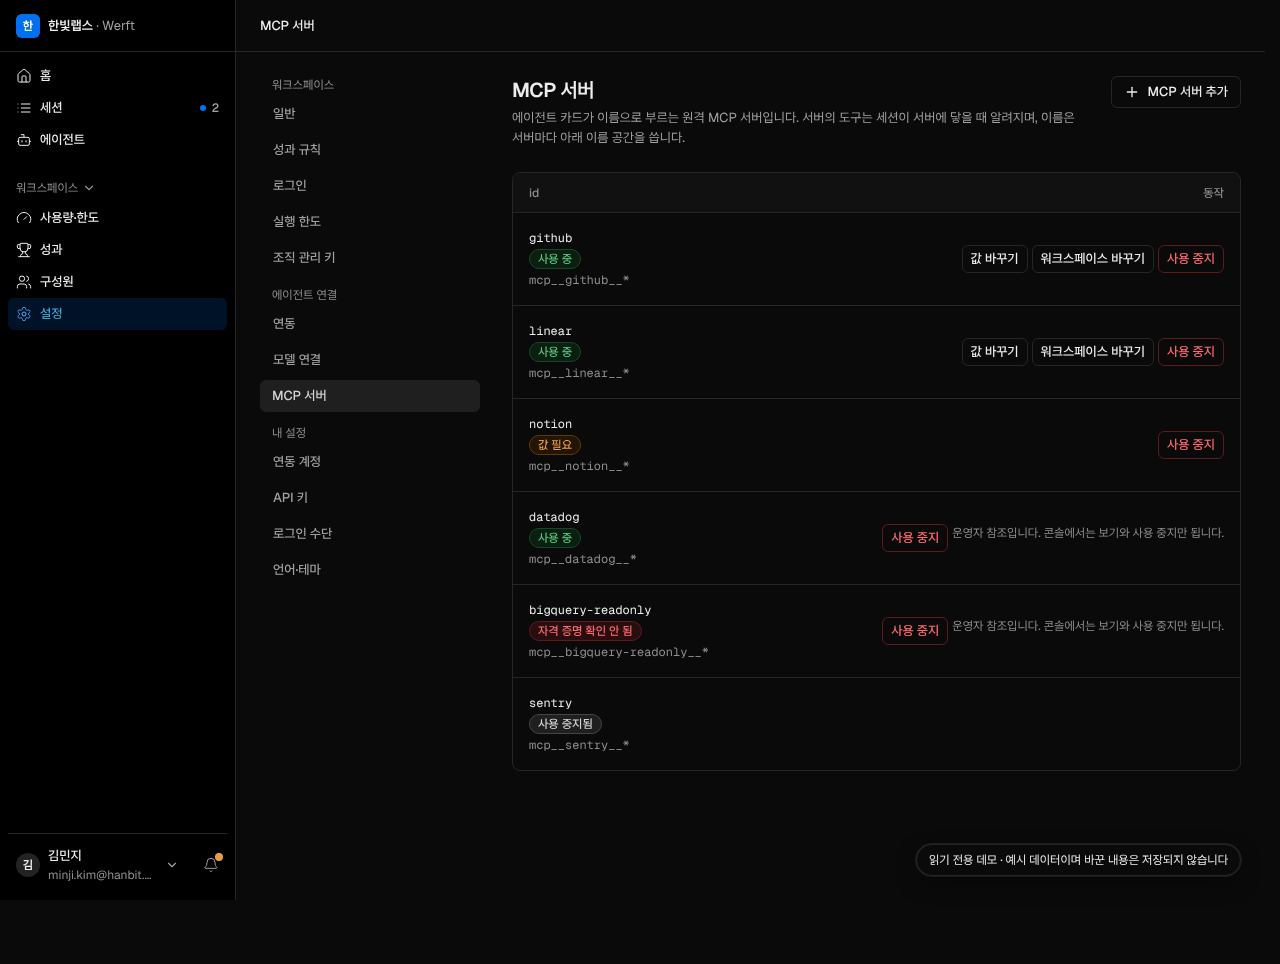 한 한빛랩스 · Werft
홈
세션 2
에이전트
워크스페이스
사용량·한도
성과
구성원
설정
김 김민지
minji.kim@hanbit....
MCP 서버
워크스페이스
일반
성과 규칙
로그인
실행 한도
조직 관리 키
에이전트 연결
연동
모델 연결
MCP 서버
내 설정
연동 계정
API 키
로그인 수단
언어·테마
MCP 서버
MCP 서버 추가
에이전트 카드가 이름으로 부르는 원격 MCP 서버입니다. 서버의 도구는 세션이 서버에 닿을 때 알려지며, 이름은
서버마다 아래 이름 공간을 씁니다.
id 동작
github
사용 중
mcp__github__*
값 바꾸기 워크스페이스 바꾸기 사용 중지
linear
사용 중
mcp__linear__*
값 바꾸기 워크스페이스 바꾸기 사용 중지
notion
값 필요
mcp__notion__*
사용 중지
datadog
사용 중
mcp__datadog__*
사용 중지 운영자 참조입니다. 콘솔에서는 보기와 사용 중지만 됩니다.
bigquery-readonly
자격 증명 확인 안 됨
mcp__bigquery-readonly__*
사용 중지 운영자 참조입니다. 콘솔에서는 보기와 사용 중지만 됩니다.
sentry
사용 중지됨
mcp__sentry__*
읽기 전용 데모 · 예시 데이터이며 바꾼 내용은 저장되지 않습니다